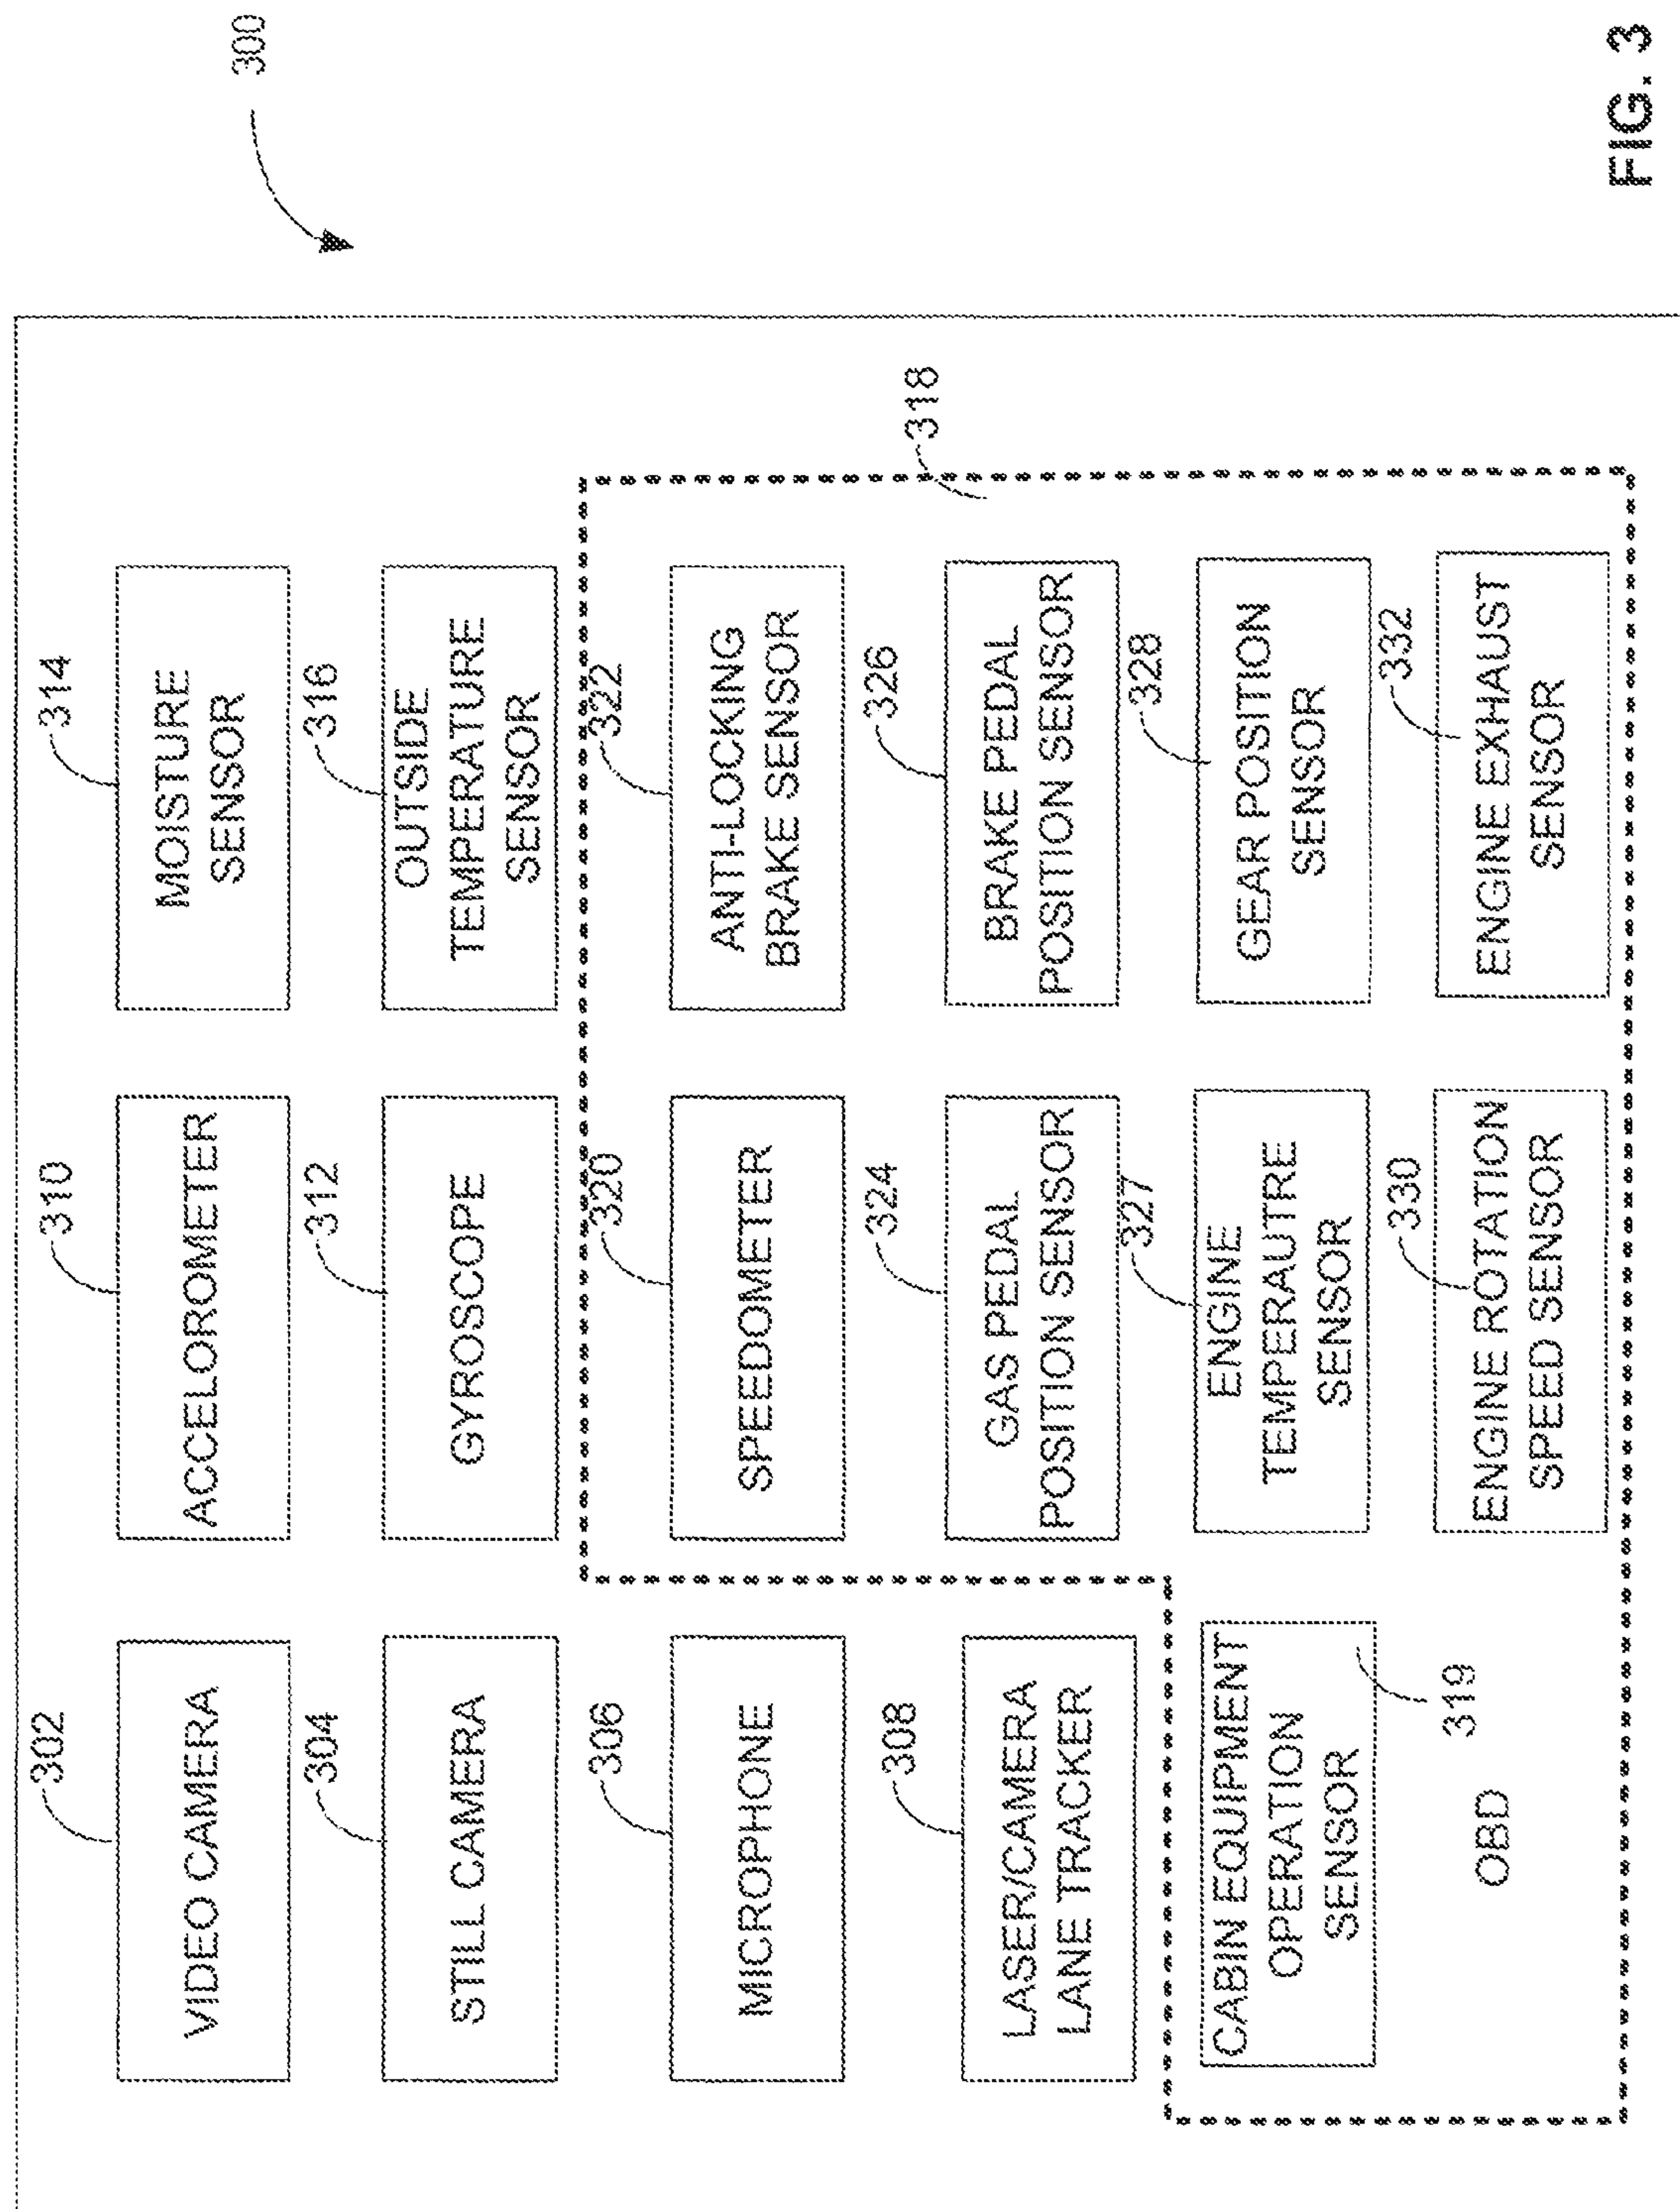 300
302
VIDEO CAMERA
310
ACCELOROMETER
314
MOISTURE
SENSOR
304
STILL CAMERA
312
GYROSCOPE
316
OUTSIDE
TEMPERATURE
SENSOR
306
MICROPHONE
320
SPEEDOMETER
322
ANTI-LOCKING
BRAKE SENSOR
318
308
LASER/CAMERA
LANE TRACKER
324
GAS PEDAL
POSITION SENSOR
326
BRAKE PEDAL
POSITION SENSOR
CABIN EQUIPMENT
OPERATION
SENSOR
319
327
ENGINE
TEMPERAUTRE
SENSOR
328
GEAR POSITION
SENSOR
OBD
330
ENGINE ROTATION
SPEED SENSOR
332
ENGINE EXHAUST
SENSOR
FIG. 3